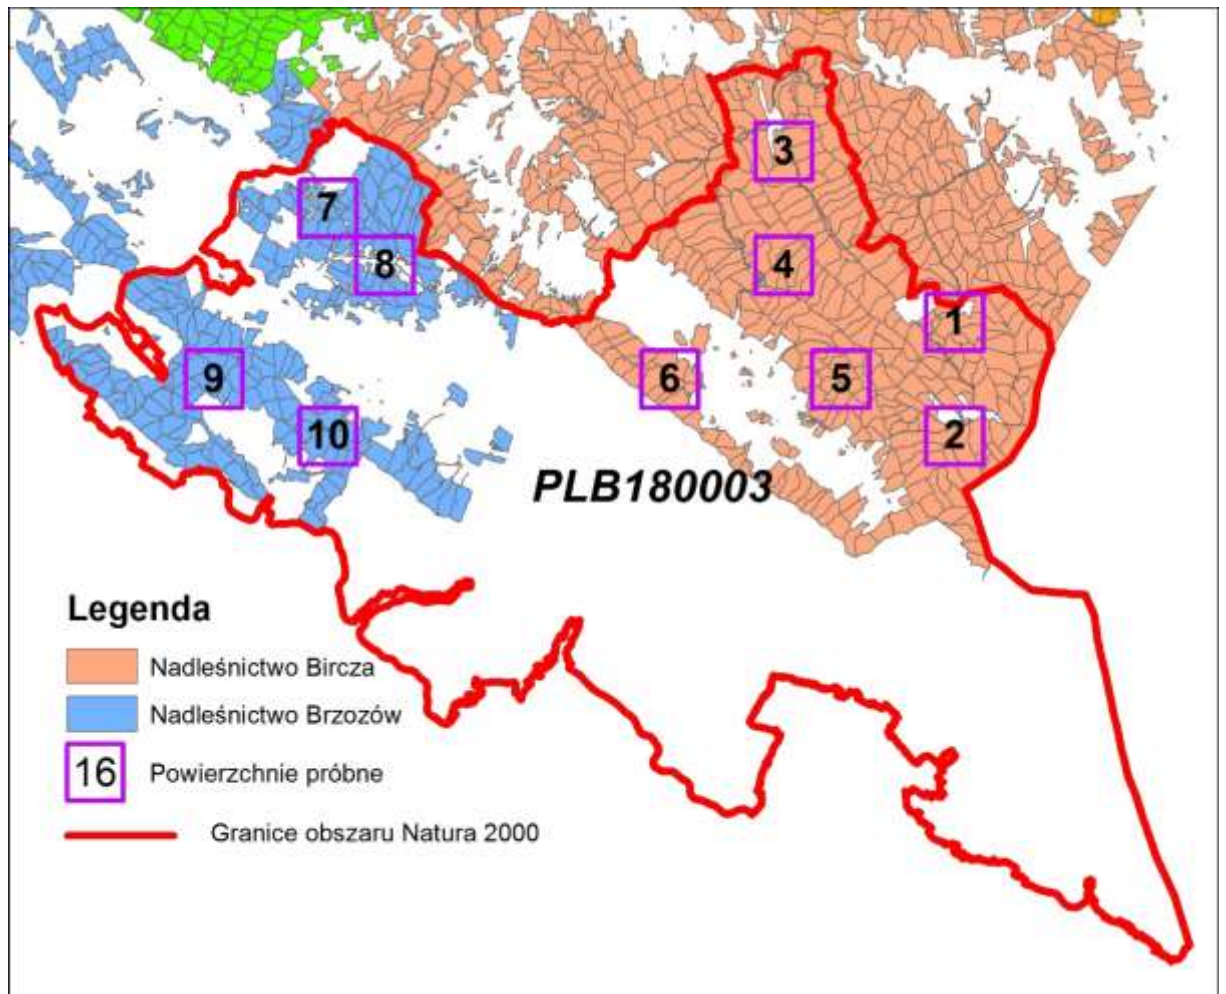 3
7
8
4
1
9
6
5
10
2
PLB180003
Legenda
Nadleśnictwo Bircza
Nadleśnictwo Brzozów
16 Powierzchnie próbne
Granice obszaru Natura 2000